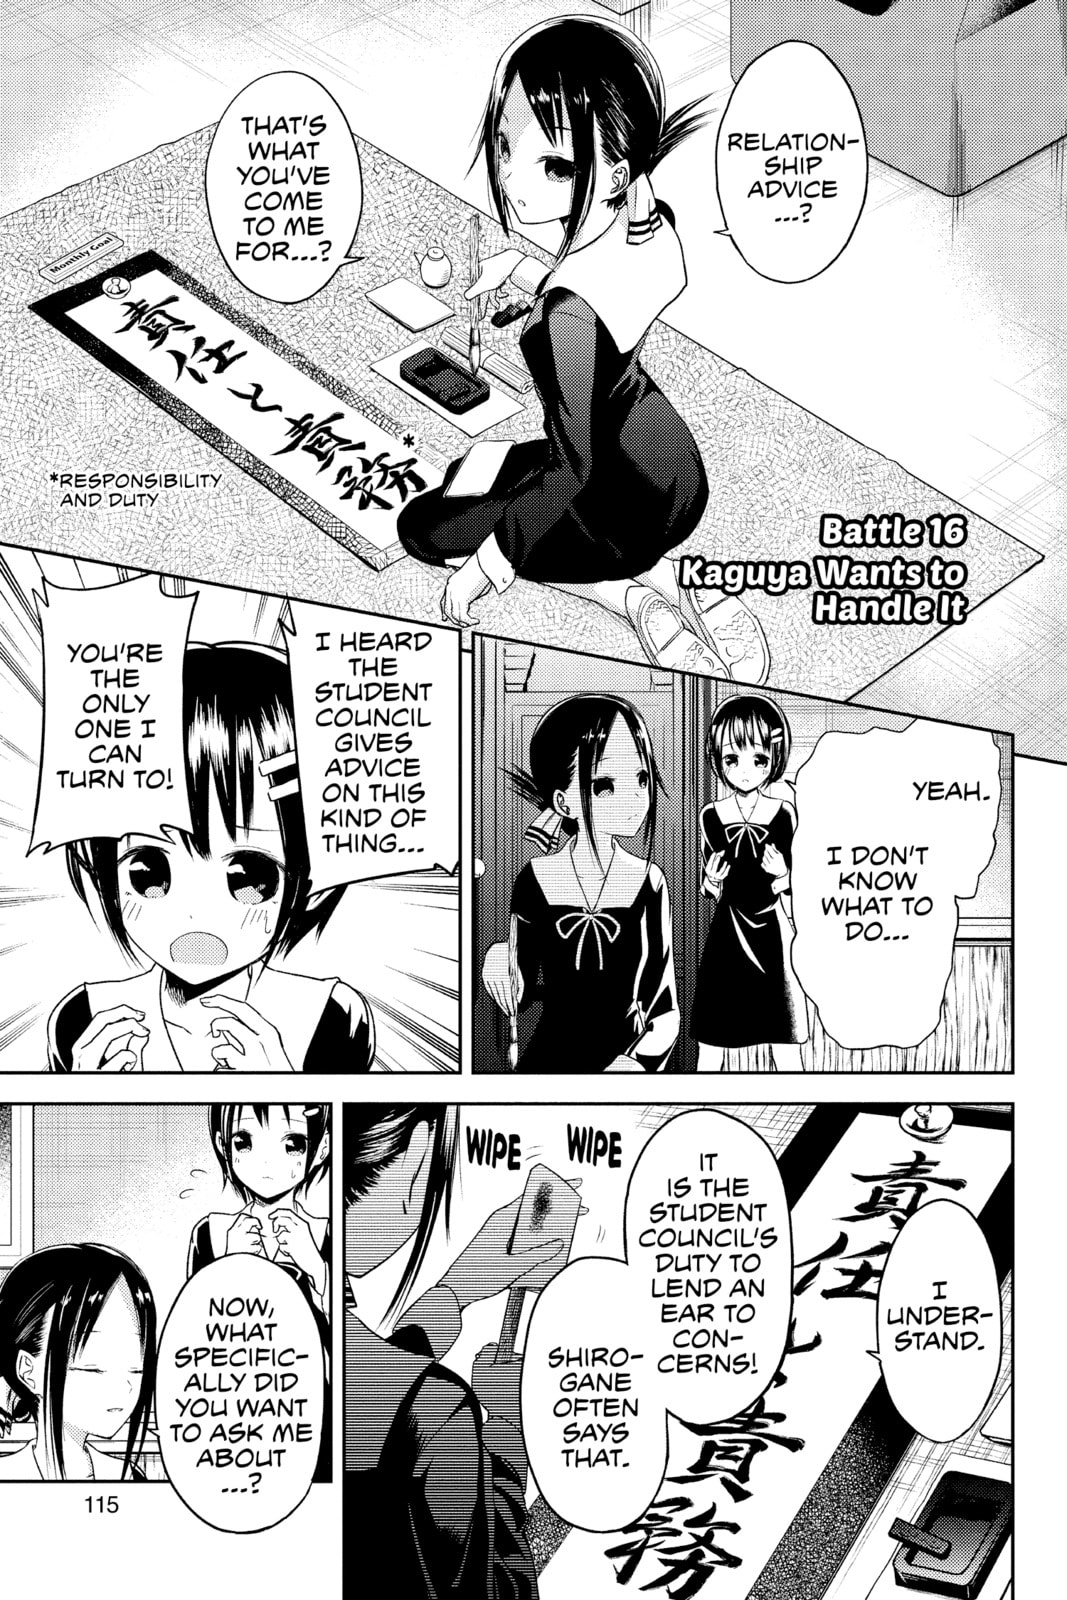 RELATION-
SHIP
ADVICE
...?
THAT'S
WHAT
YOU'VE
COME
TO ME
FOR...?
Monthly Goal
責任と責務
*
*RESPONSIBILITY
AND DUTY
Battle 16
Kaguya Wants to
Handle It
YEAH.
I DON'T
KNOW
WHAT TO
DO...
I HEARD
THE
STUDENT
COUNCIL
GIVES
ADVICE
ON THIS
KIND OF
THING...
YOU'RE
THE
ONLY
ONE I
CAN
TURN TO!
I
UNDER-
STAND.
IT
IS THE
STUDENT
COUNCIL'S
DUTY TO
LEND AN
EAR TO
CON-
CERNS!
SHIRO-
GANE
OFTEN
SAYS
THAT.
WIPE
WIPE
責任と責務
NOW,
WHAT
SPECIFIC-
ALLY DID
YOU WANT
TO ASK ME
ABOUT
...?
115